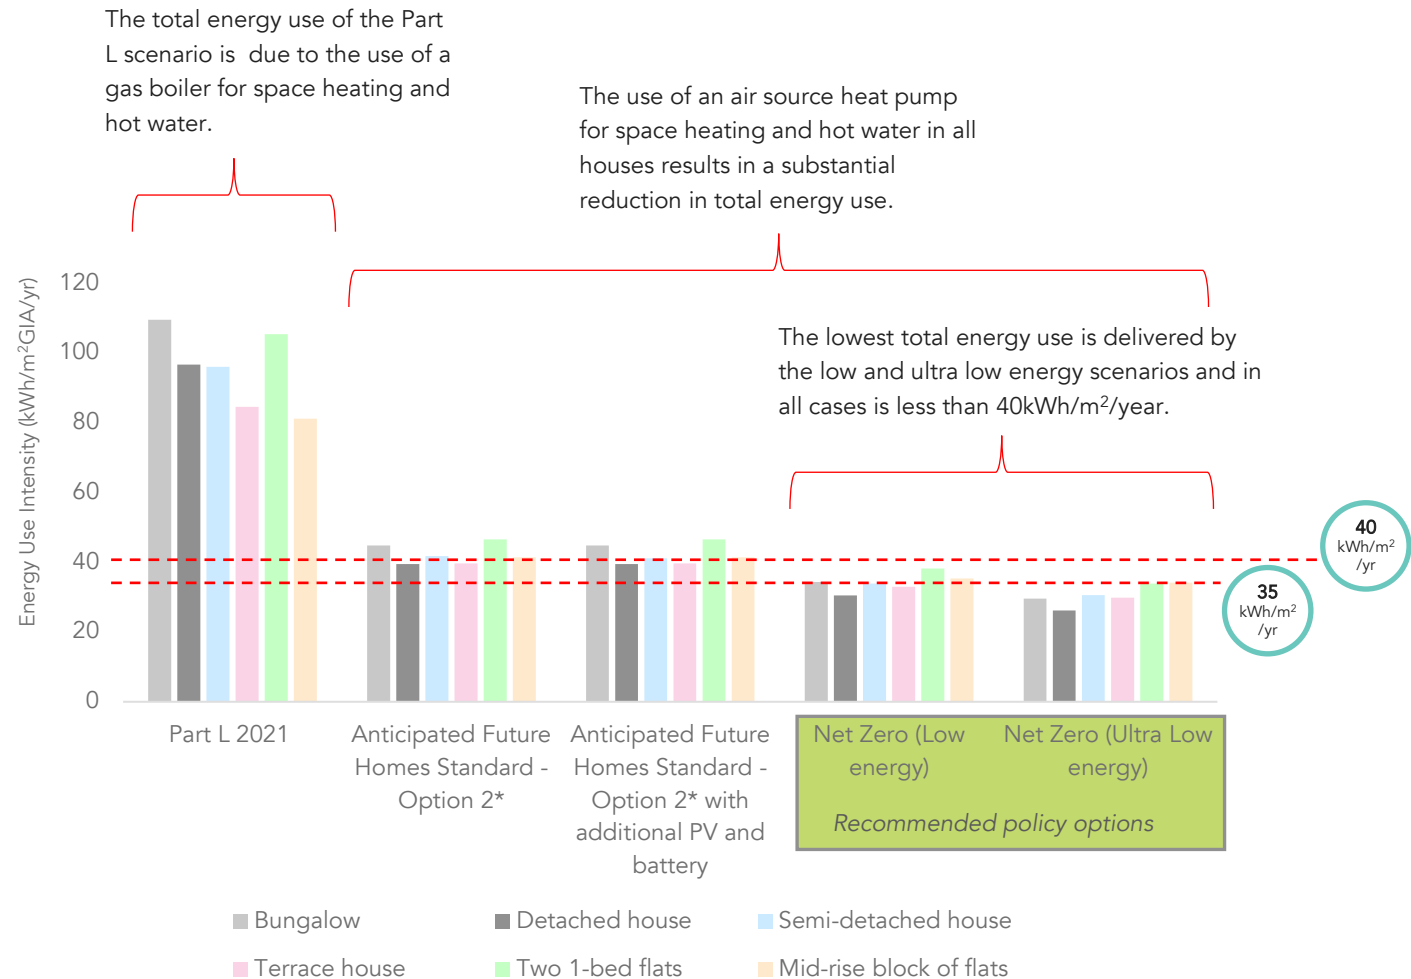 The total energy use of the Part
L scenario is  due to the use of a
gas boiler for space heating and
hot water.
The use of an air source heat pump
for space heating and hot water in all
houses results in a substantial
reduction in total energy use.
The lowest total energy use is delivered by
the low and ultra low energy scenarios and in
all cases is less than 40kWh/m²/year.
Energy Use Intensity (kWh/m²GIA/yr)
120
100
80
60
40
20
0
40
kWh/m²
/yr
35
kWh/m²
/yr
Part L 2021
Anticipated Future
Homes Standard -
Option 2*
Anticipated Future
Homes Standard -
Option 2* with
additional PV and
battery
Net Zero (Low
energy)
Net Zero (Ultra Low
energy)
Recommended policy options
Bungalow
Detached house
Semi-detached house
Terrace house
Two 1-bed flats
Mid-rise block of flats